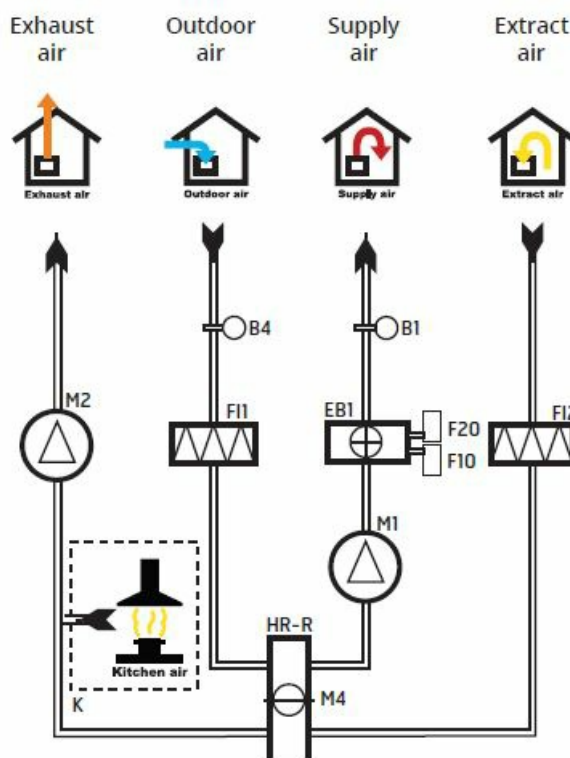 Exhaust
air
Outdoor
air
Supply
air
Extract
air
Exhaust air
Outdoor air
Supply air
Extract air
B4
B1
M2
FI1
EB1
F20
F10
FI2
M1
HR-R
Kitchen air
K
M4